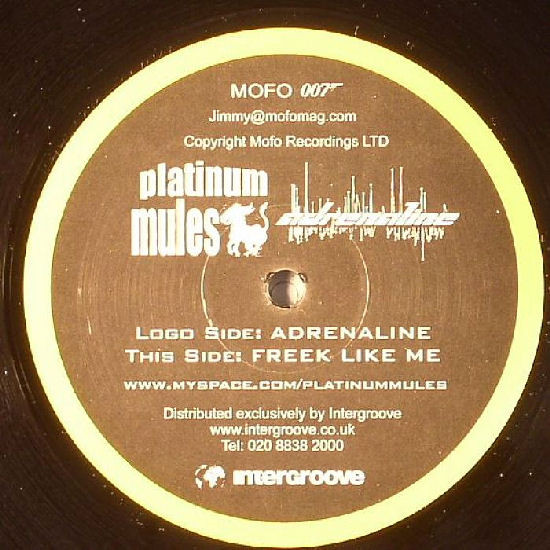 MOFO 007
Jimmy@mofomag.com
Copyright Mofo Recordings LTD
platinum
mules
adrenaline
LOGO SIDE: ADRENALINE
THIS SIDE: FREEK LIKE ME
WWW.MYSPACE.COM/PLATINUMMULES
Distributed exclusively by Intergroove
www.intergroove.co.uk
Tel: 020 8838 2000
intergroove